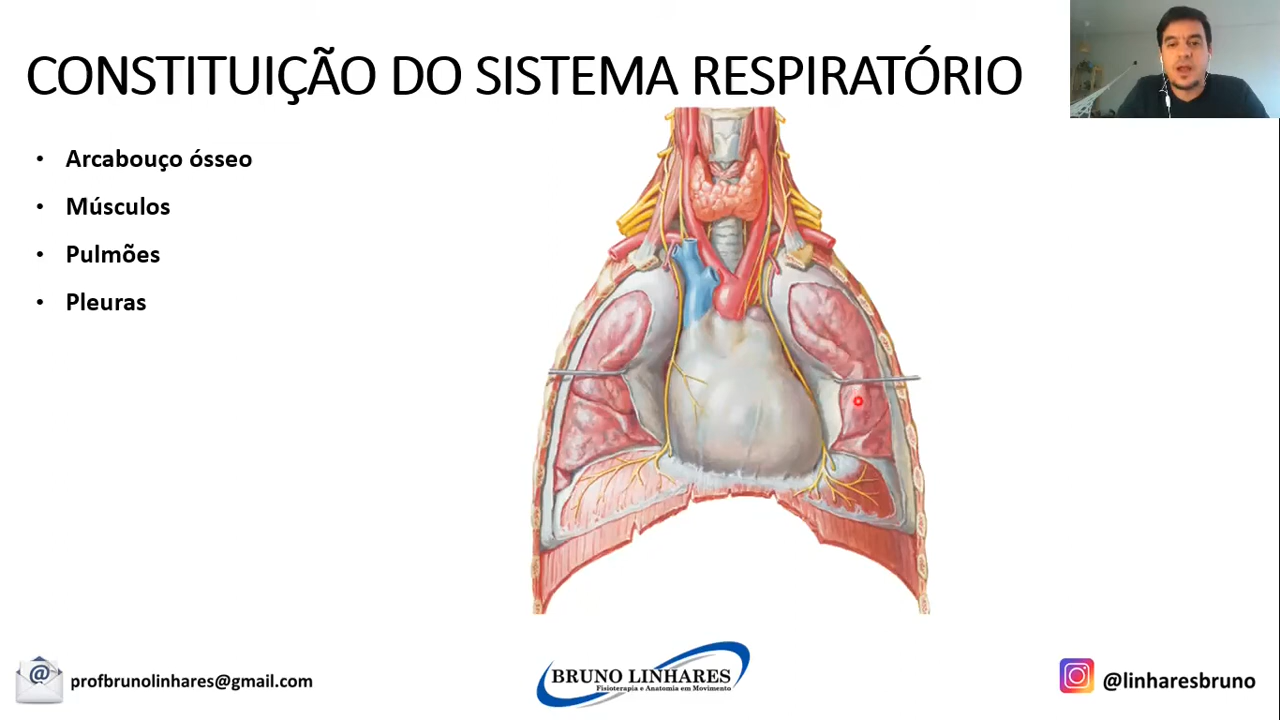 CONSTITUIÇÃO DO SISTEMA RESPIRATÓRIO
• Arcabouço ósseo
• Músculos
• Pulmões
• Pleuras
@
profbrunolinhares@gmail.com
BRUNO LINHARES
Fisioterapia e Anatomia em Movimento
@linharesbruno